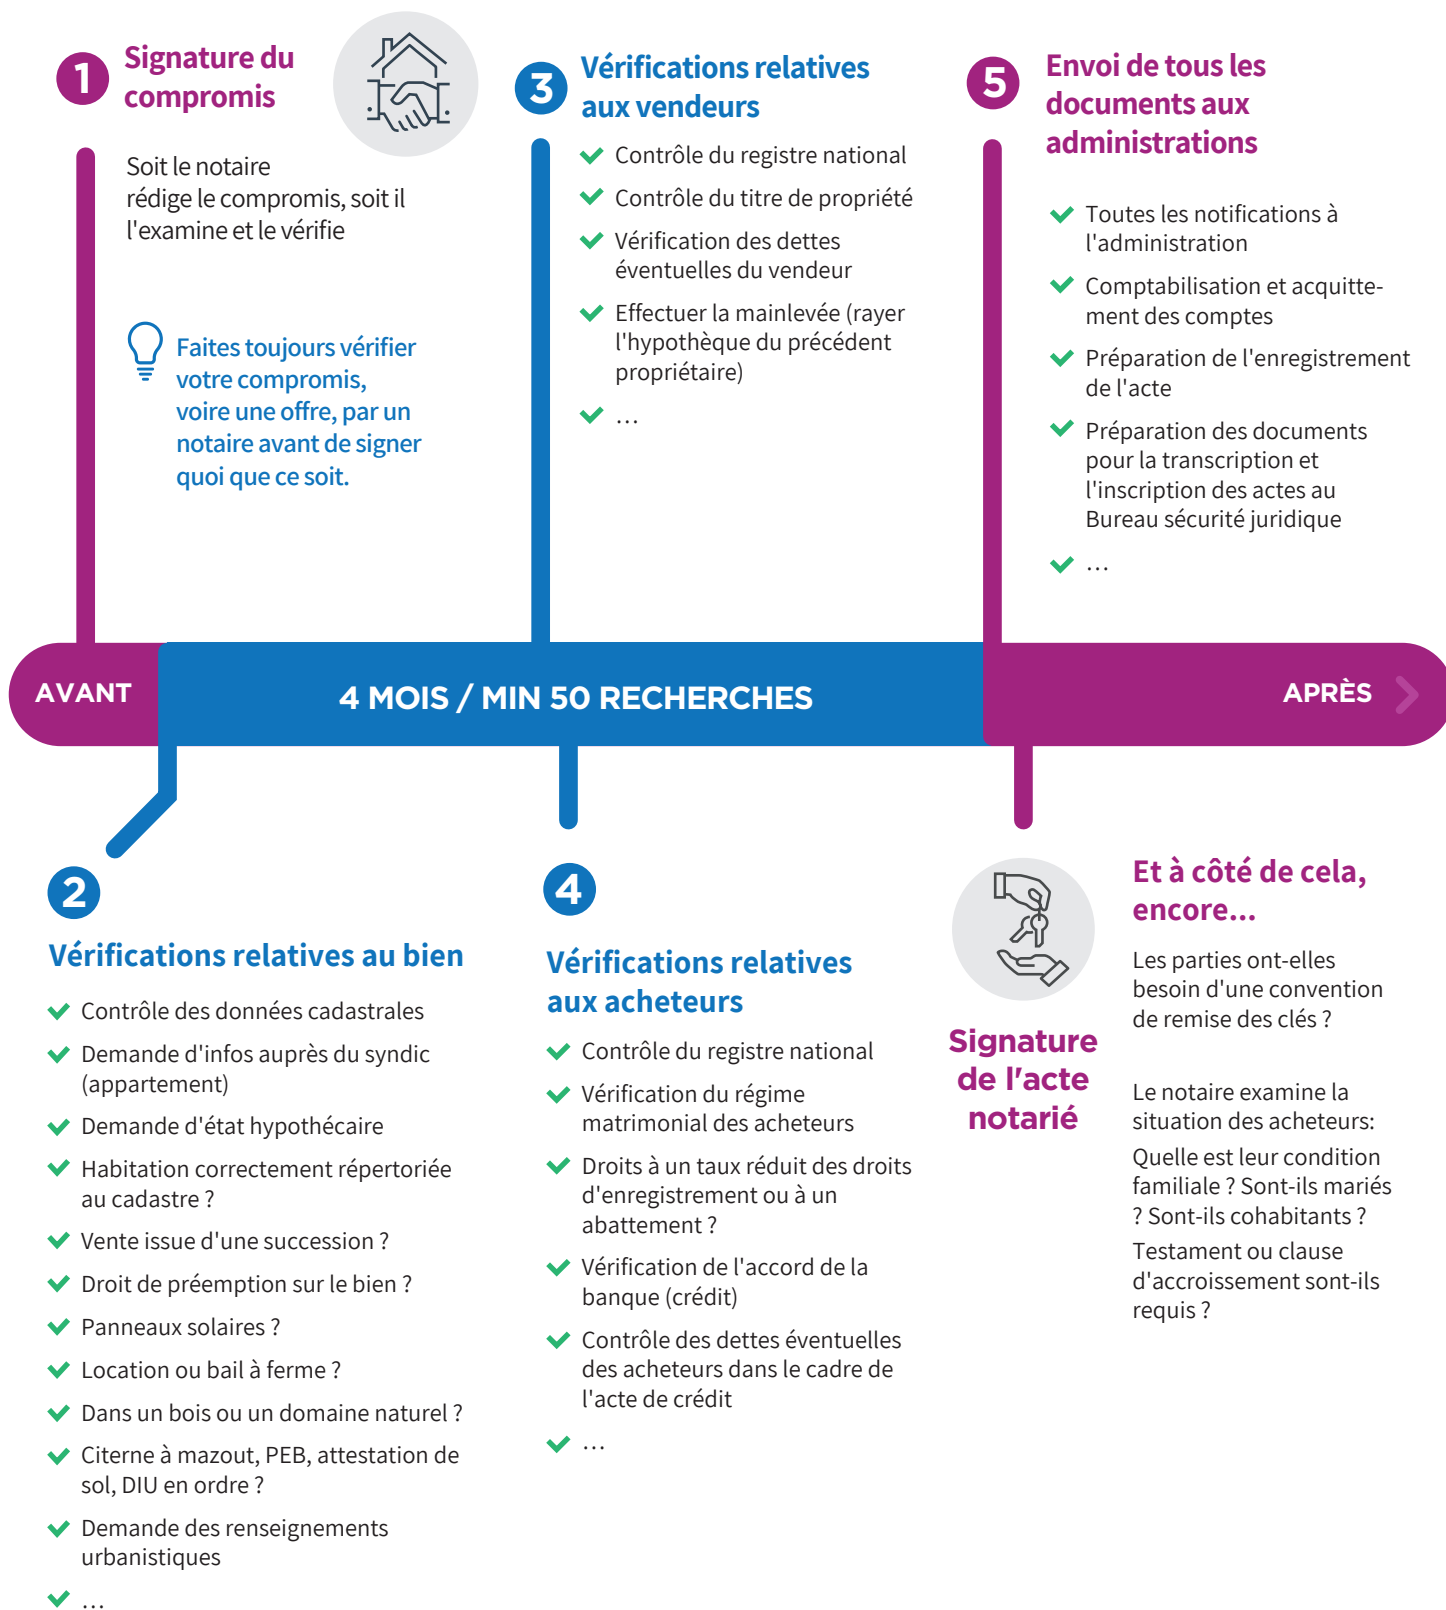 1
Signature du
compromis
Soit le notaire
rédige le compromis, soit il
l'examine et le vérifie
Faites toujours vérifier
votre compromis,
voire une offre, par un
notaire avant de signer
quoi que ce soit.
3
Vérifications relatives
aux vendeurs
Contrôle du registre national
Contrôle du titre de propriété
Vérification des dettes
éventuelles du vendeur
Effectuer la mainlevée (rayer
l'hypothèque du précédent
propriétaire)
…
5
Envoi de tous les
documents aux
administrations
Toutes les notifications à
l'administration
Comptabilisation et acquitte-
ment des comptes
Préparation de l'enregistrement
de l'acte
Préparation des documents
pour la transcription et
l'inscription des actes au
Bureau sécurité juridique
…
AVANT
4 MOIS / MIN 50 RECHERCHES
APRÈS
2
Vérifications relatives au bien
Contrôle des données cadastrales
Demande d'infos auprès du syndic
(appartement)
Demande d'état hypothécaire
Habitation correctement répertoriée
au cadastre ?
Vente issue d'une succession ?
Droit de préemption sur le bien ?
Panneaux solaires ?
Location ou bail à ferme ?
Dans un bois ou un domaine naturel ?
Citerne à mazout, PEB, attestation de
sol, DIU en ordre ?
Demande des renseignements
urbanistiques
…
4
Vérifications relatives
aux acheteurs
Contrôle du registre national
Vérification du régime
matrimonial des acheteurs
Droits à un taux réduit des droits
d'enregistrement ou à un
abattement ?
Vérification de l'accord de la
banque (crédit)
Contrôle des dettes éventuelles
des acheteurs dans le cadre de
l'acte de crédit
…
Signature
de l'acte
notarié
Et à côté de cela,
encore...
Les parties ont-elles
besoin d'une convention
de remise des clés ?
Le notaire examine la
situation des acheteurs:
Quelle est leur condition
familiale ? Sont-ils mariés
? Sont-ils cohabitants ?
Testament ou clause
d'accroissement sont-ils
requis ?